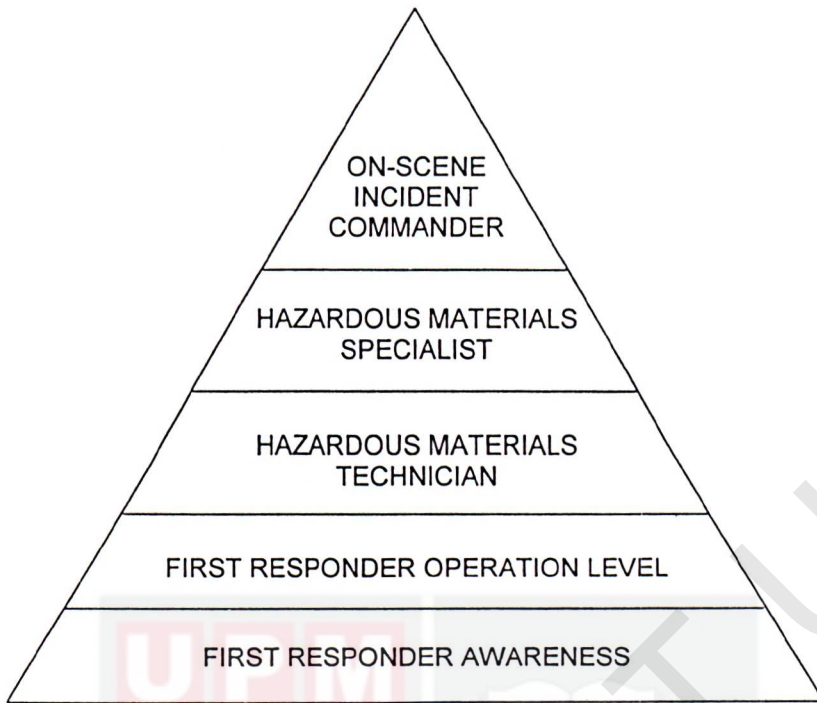 ON-SCENE
INCIDENT
COMMANDER
HAZARDOUS MATERIALS
SPECIALIST
HAZARDOUS MATERIALS
TECHNICIAN
FIRST RESPONDER OPERATION LEVEL
FIRST RESPONDER AWARENESS
UPM
T U